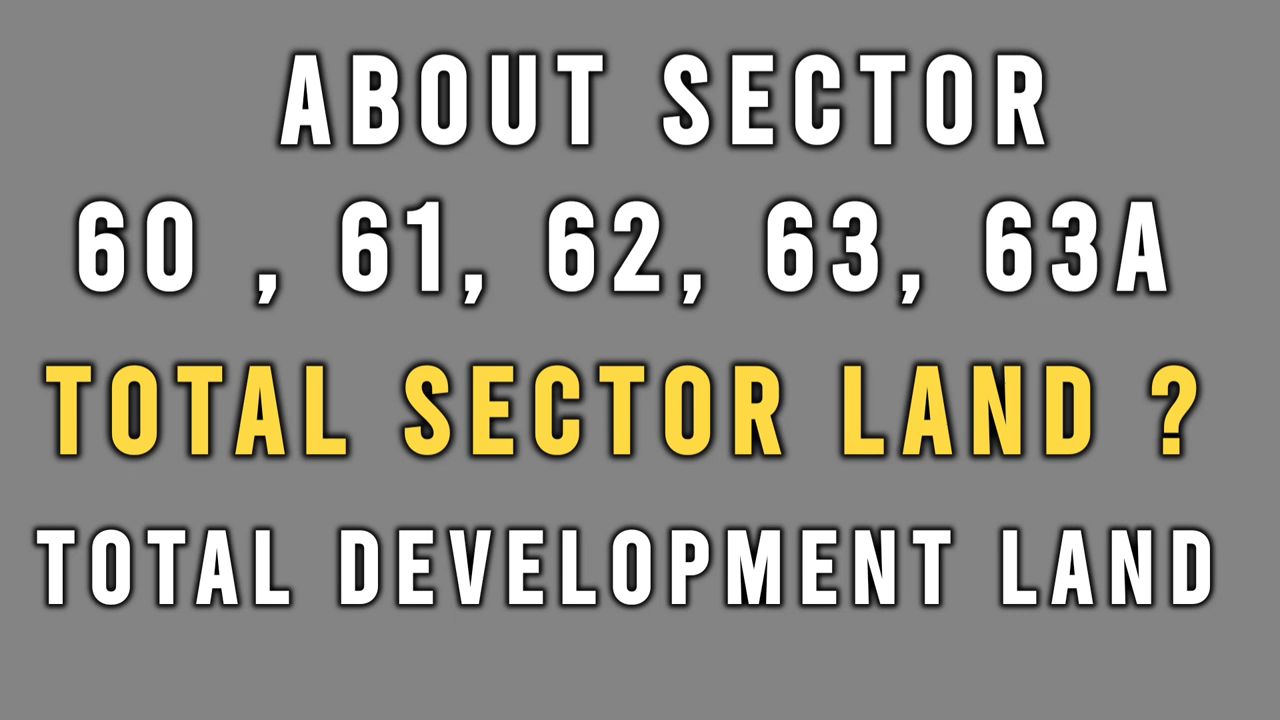 ABOUT SECTOR
60 , 61, 62, 63, 63A
TOTAL SECTOR LAND ?
TOTAL DEVELOPMENT LAND